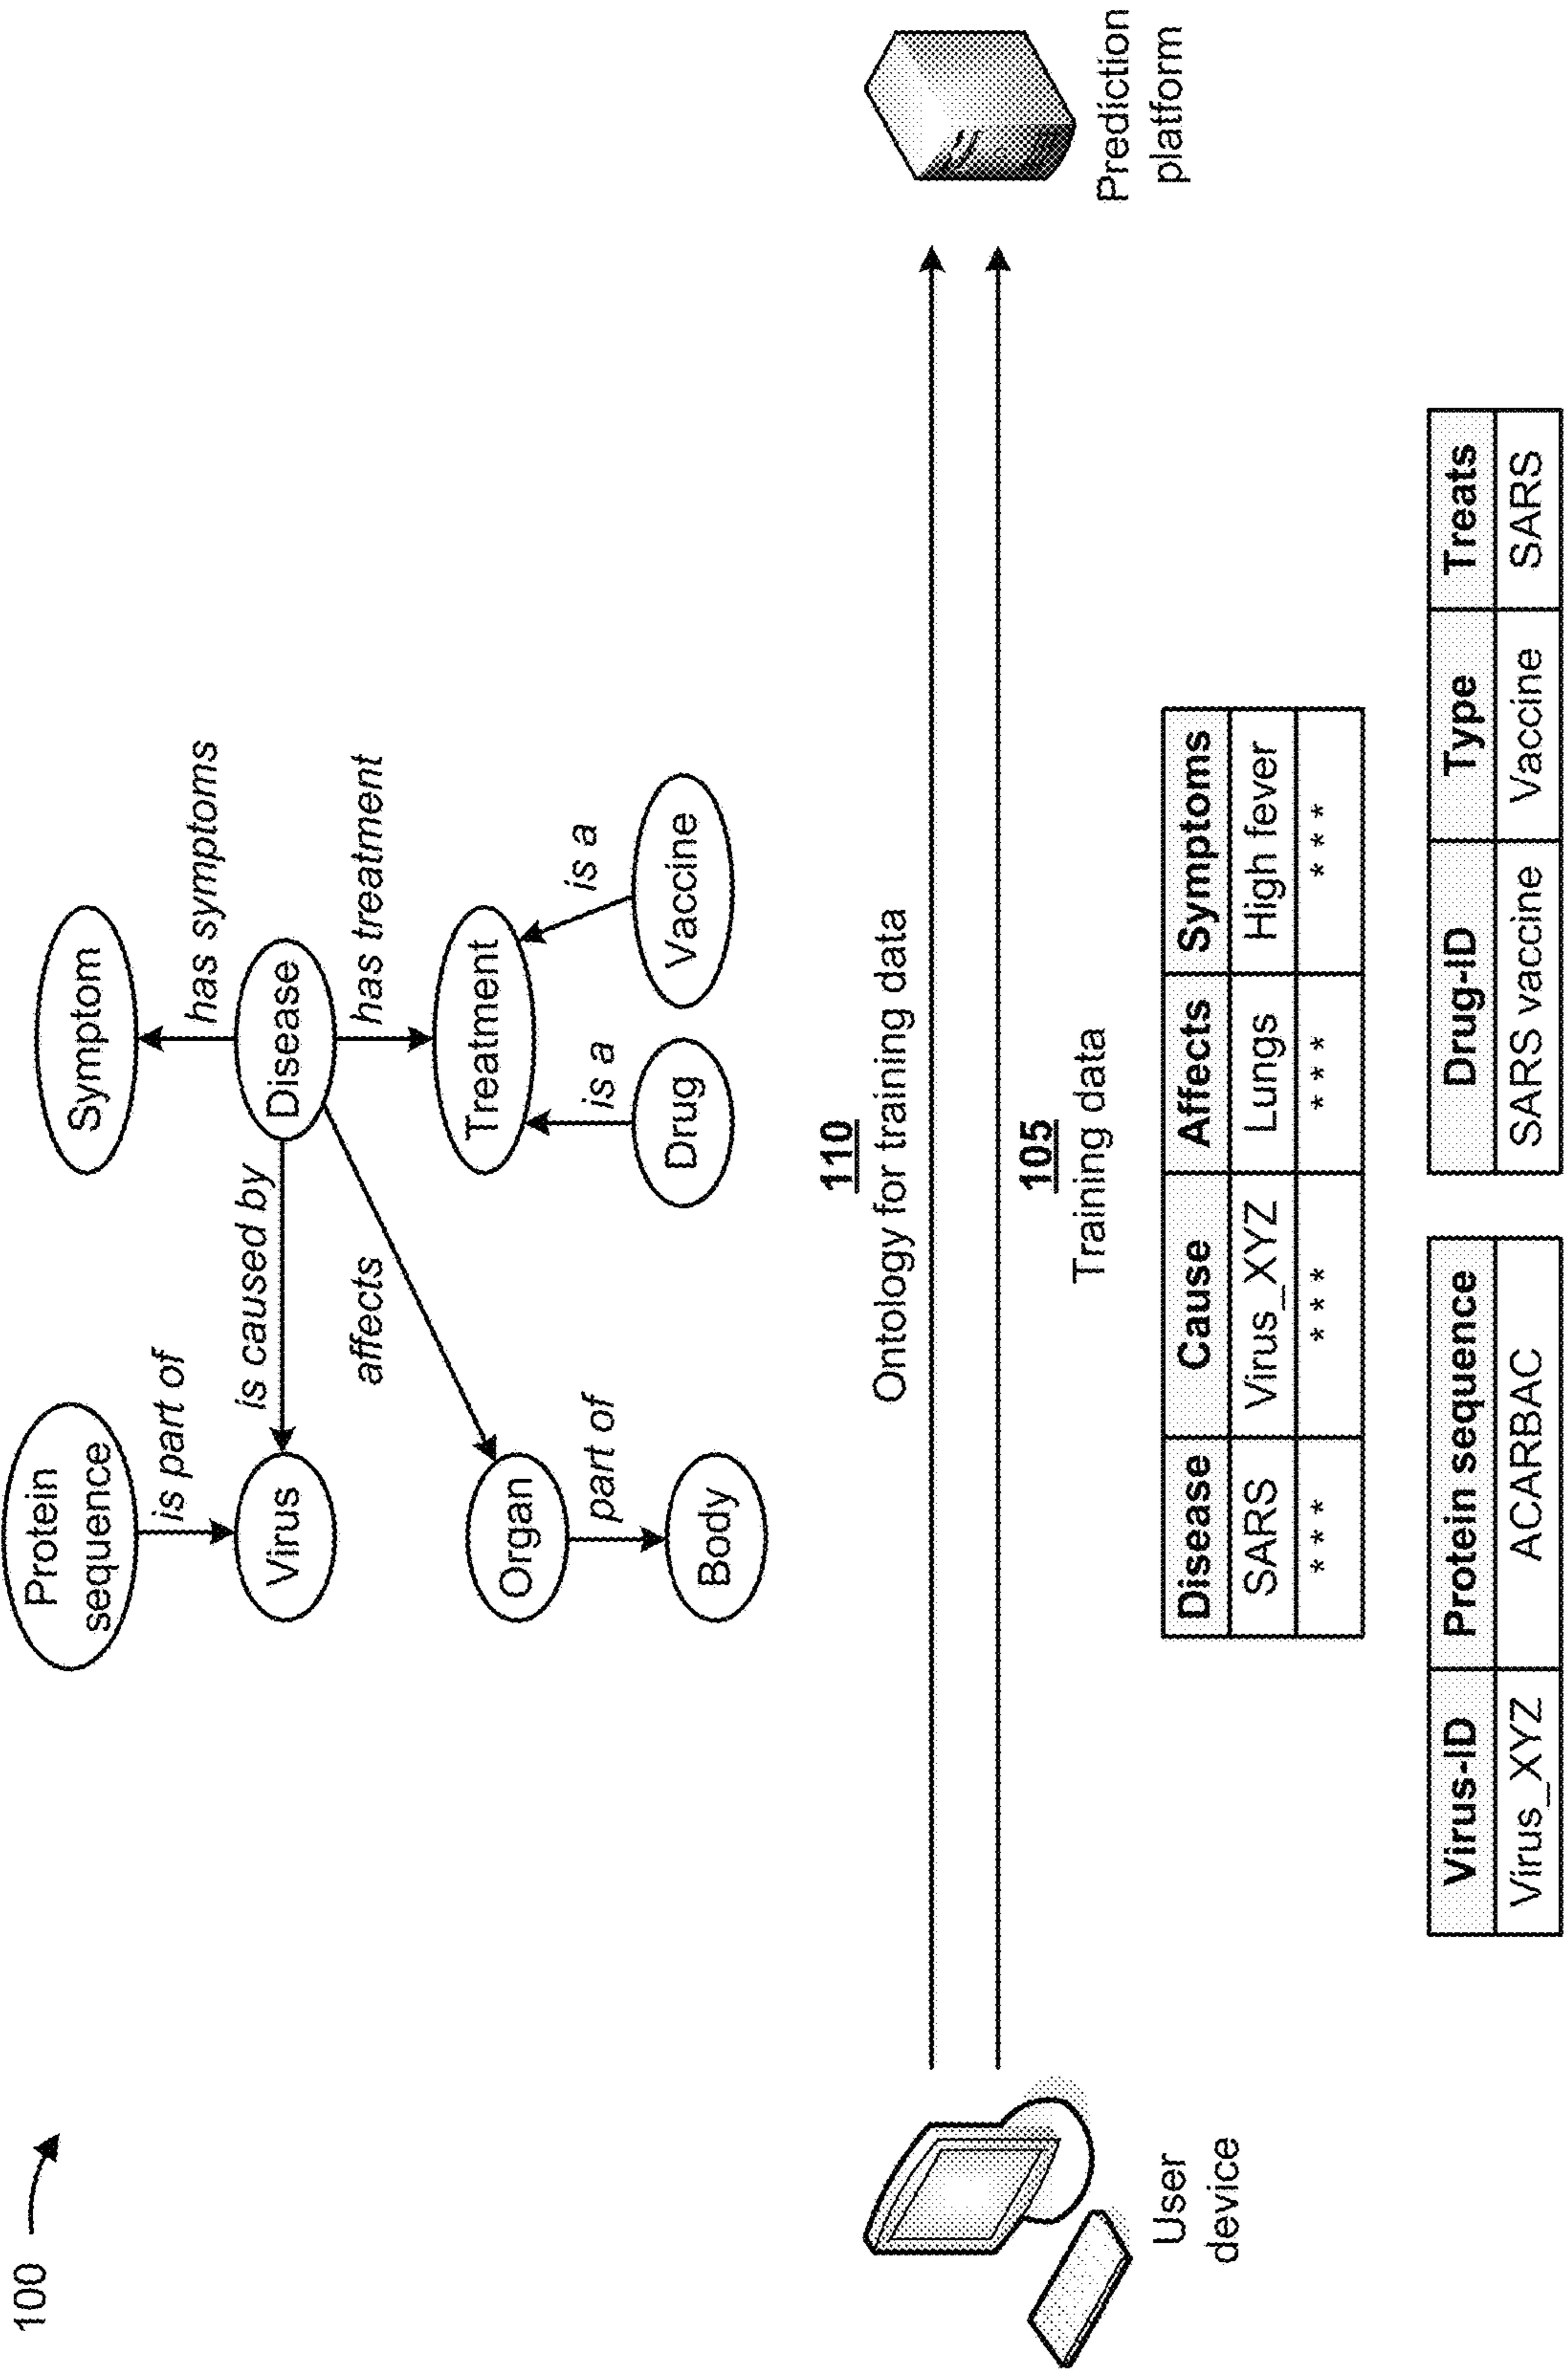 100
Protein
sequence
is part of
Virus
is caused by
Symptom
has symptoms
Disease
has treatment
affects
Organ
part of
Body
Treatment
is a
is a
Drug
Vaccine
110
Ontology for training data
105
Training data
User
device
Prediction
platform
Disease Cause Affects Symptoms
SARS Virus_XYZ Lungs High fever
*** *** *** ***
Virus-ID Protein sequence
Virus_XYZ ACARBAC
Drug-ID Type Treats
SARS vaccine Vaccine SARS